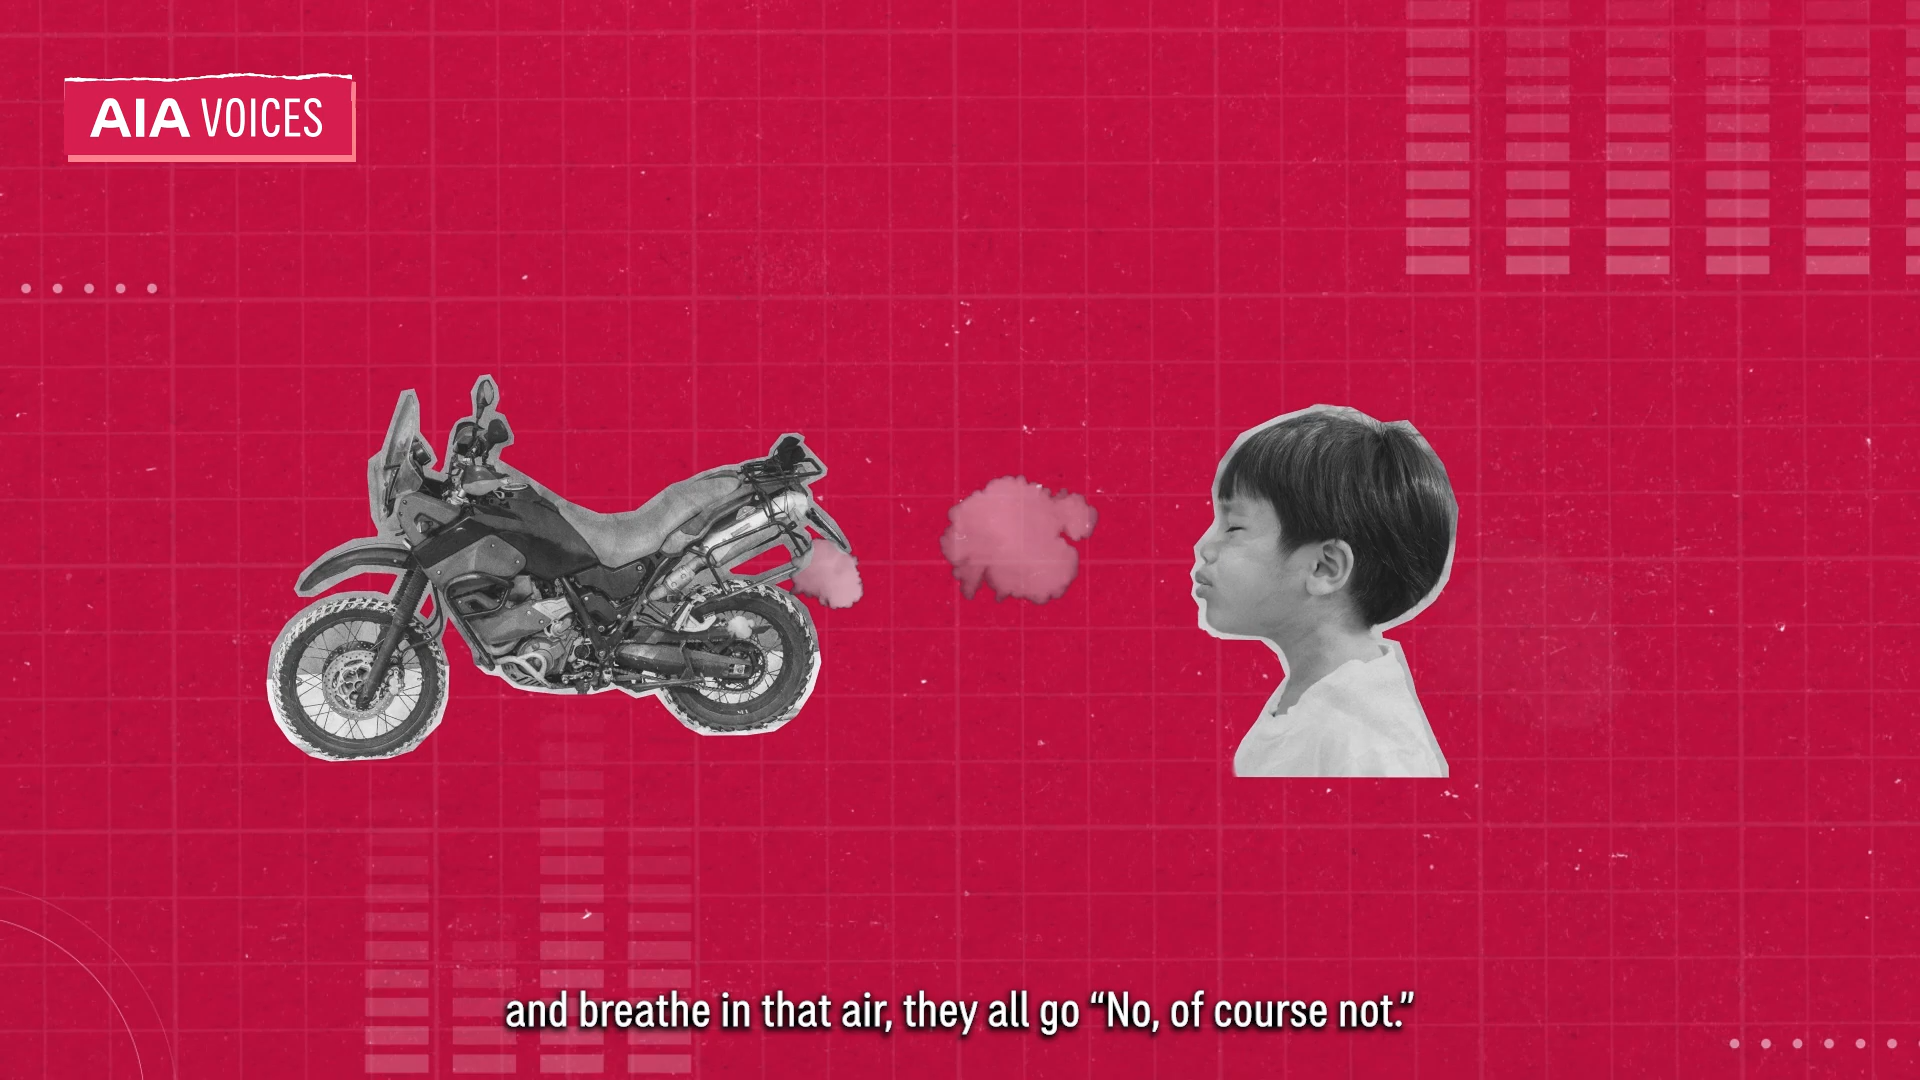 AIA VOICES
and breathe in that air, they all go “No, of course not.”